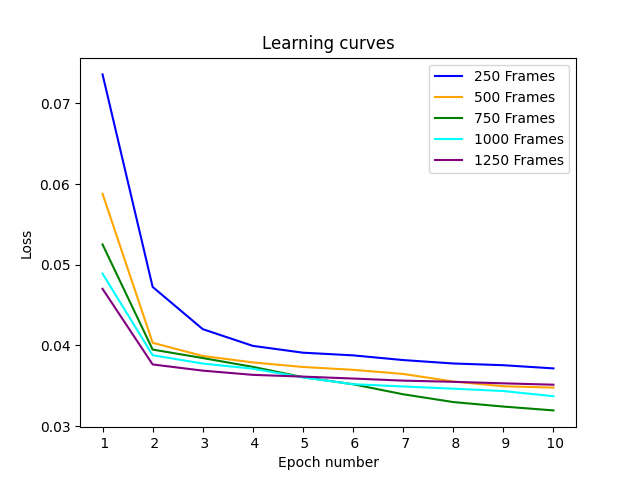 Learning curves
250 Frames
500 Frames
750 Frames
1000 Frames
1250 Frames
0.07
0.06
0.05
0.04
0.03
Loss
1 2 3 4 5 6 7 8 9 10
Epoch number